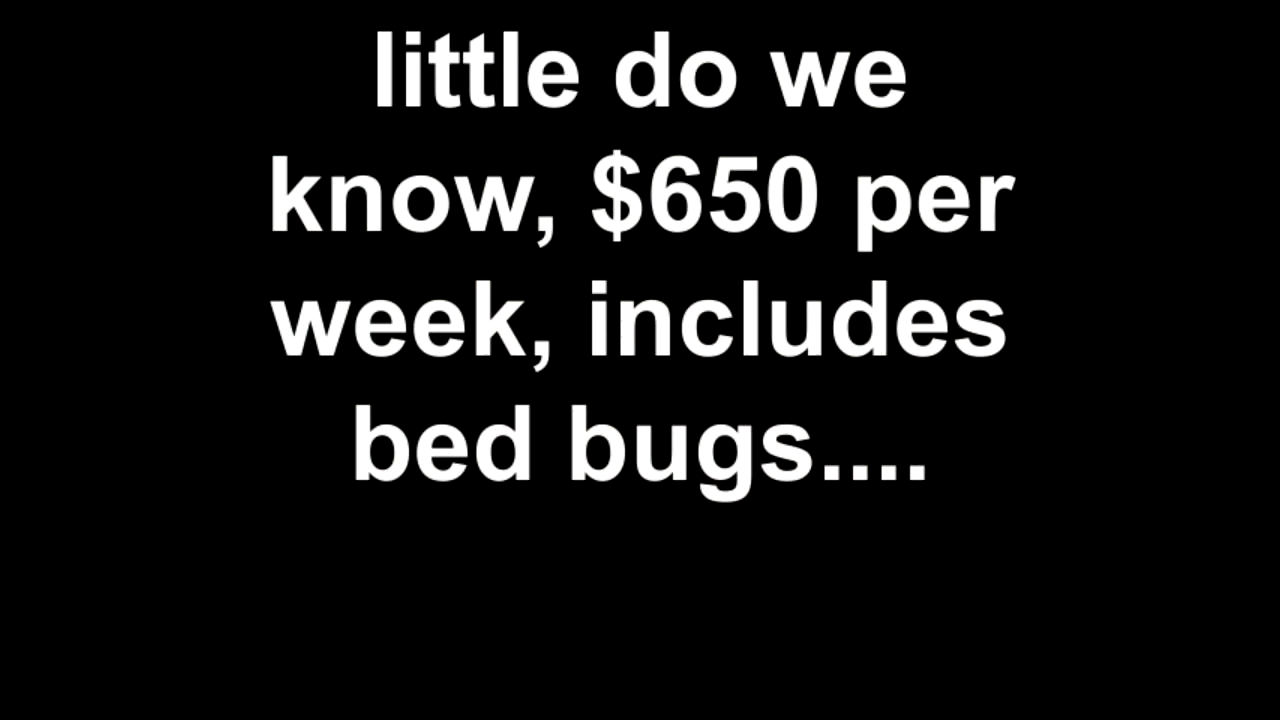 little do we
know, $650 per
week, includes
bed bugs....